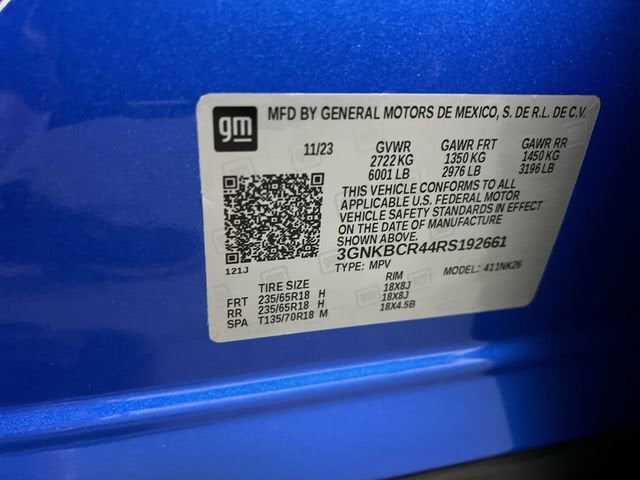 gm
MFD BY GENERAL MOTORS DE MEXICO, S. DE R.L. DE C.V.
11/23 GVWR GAWR FRT GAWR RR
2722 KG 1350 KG 1450 KG
6001 LB 2976 LB 3196 LB
THIS VEHICLE CONFORMS TO ALL
APPLICABLE U.S. FEDERAL MOTOR
VEHICLE SAFETY STANDARDS IN EFFECT
ON THE DATE OF MANUFACTURE
SHOWN ABOVE.
3GNKBCR44RS192661
121J TYPE: MPV MODEL: 411NK26
TIRE SIZE RIM
FRT 235/65R18 H 18X8J
RR 235/65R18 H 18X8J
SPA T135/70R18 M 18X4.5B